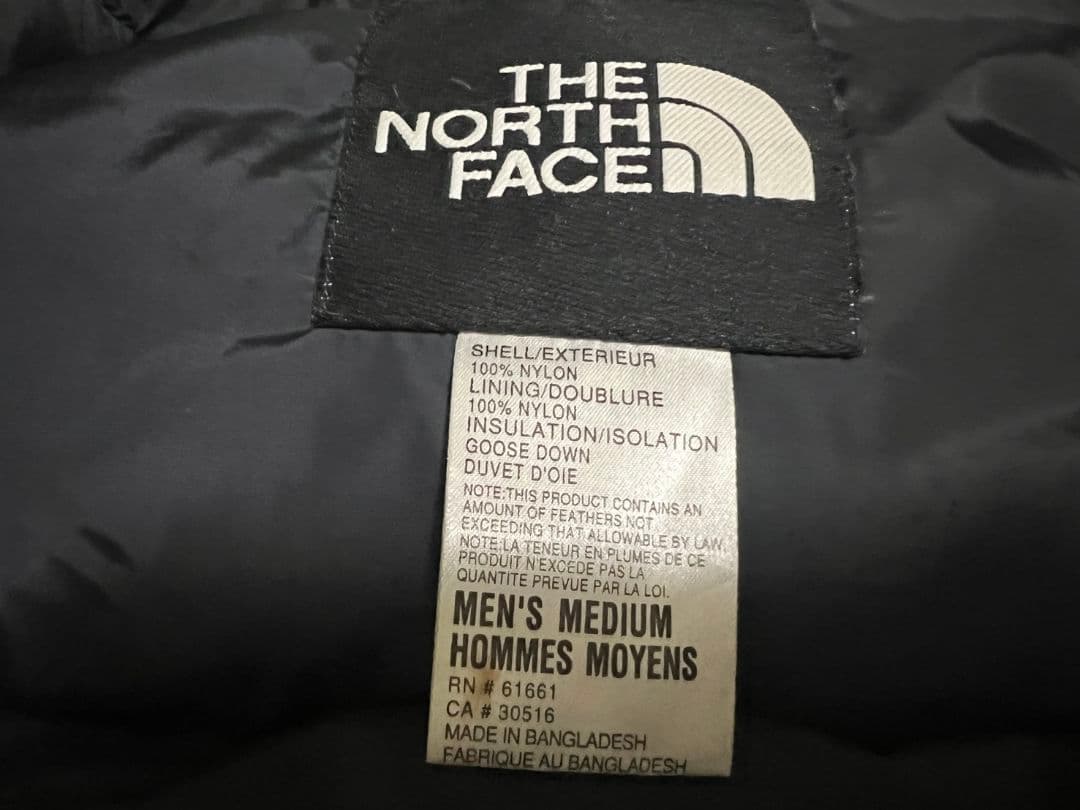 THE
NORTH
FACE
SHELL/EXTERIEUR
100% NYLON
LINING/DOUBLURE
100% NYLON
INSULATION/ISOLATION
GOOSE DOWN
DUVET D'OIE
NOTE:THIS PRODUCT CONTAINS AN
AMOUNT OF FEATHERS NOT
EXCEEDING THAT ALLOWABLE BY LAW.
NOTE:LA TENEUR EN PLUMES DE CE
PRODUIT N'EXCÉDE PAS LA
QUANTITE PREVUE PAR LA LOI.
MEN'S MEDIUM
HOMMES MOYENS
RN # 61661
CA # 30516
MADE IN BANGLADESH
FABRIQUE AU BANGLADESH